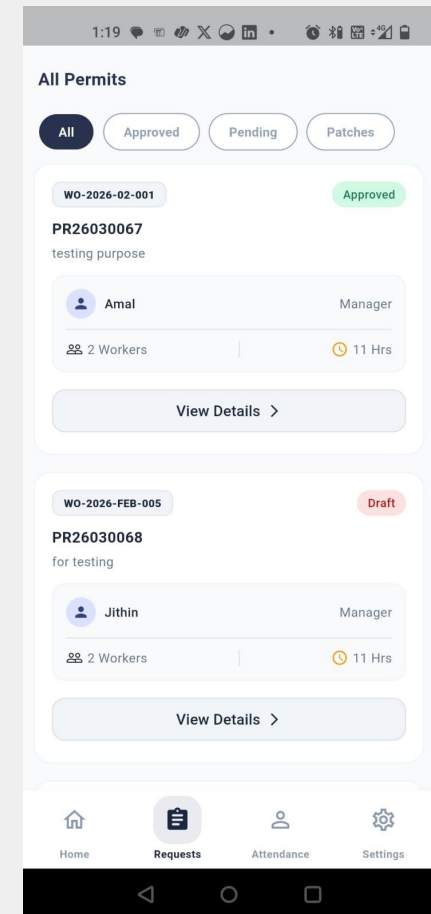 1:19
All Permits
All Approved Pending Patches
WO-2026-02-001 Approved
PR26030067
testing purpose
Amal Manager
2 Workers 11 Hrs
View Details
WO-2026-FEB-005 Draft
PR26030068
for testing
Jithin Manager
2 Workers 11 Hrs
View Details
Home Requests Attendance Settings